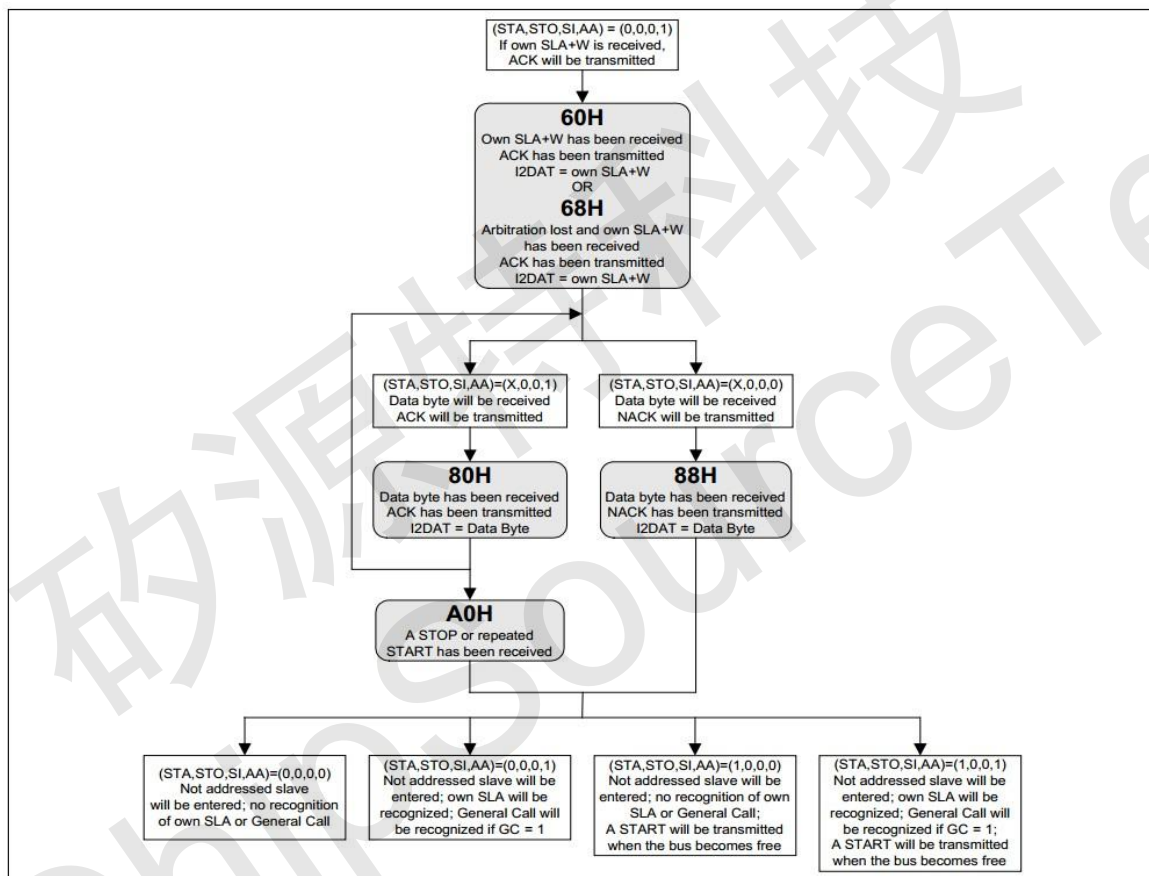 (STA,STO,SI,AA) = (0,0,0,1)
If own SLA+W is received,
ACK will be transmitted
60H
Own SLA+W has been received
ACK has been transmitted
I2DAT = own SLA+W
OR
68H
Arbitration lost and own SLA+W
has been received
ACK has been transmitted
I2DAT = own SLA+W
(STA,STO,SI,AA)=(X,0,0,1)
Data byte will be received
ACK will be transmitted
(STA,STO,SI,AA)=(X,0,0,0)
Data byte will be received
NACK will be transmitted
80H
Data byte has been received
ACK has been transmitted
I2DAT = Data Byte
88H
Data byte has been received
NACK has been transmitted
I2DAT = Data Byte
A0H
A STOP or repeated
START has been received
(STA,STO,SI,AA)=(0,0,0,0)
Not addressed slave
will be entered; no recognition
of own SLA or General Call
(STA,STO,SI,AA)=(0,0,0,1)
Not addressed slave will be
entered; own SLA will be
recognized; General Call will
be recognized if GC = 1
(STA,STO,SI,AA)=(1,0,0,0)
Not addressed slave will be
entered; no recognition of own
SLA or General Call;
A START will be transmitted
when the bus becomes free
(STA,STO,SI,AA)=(1,0,0,1)
Not addressed slave will be
entered; own SLA will be
recognized; General Call will
be recognized if GC = 1;
A START will be transmitted
when the bus becomes free
矽源特科技
ChipSourceTe